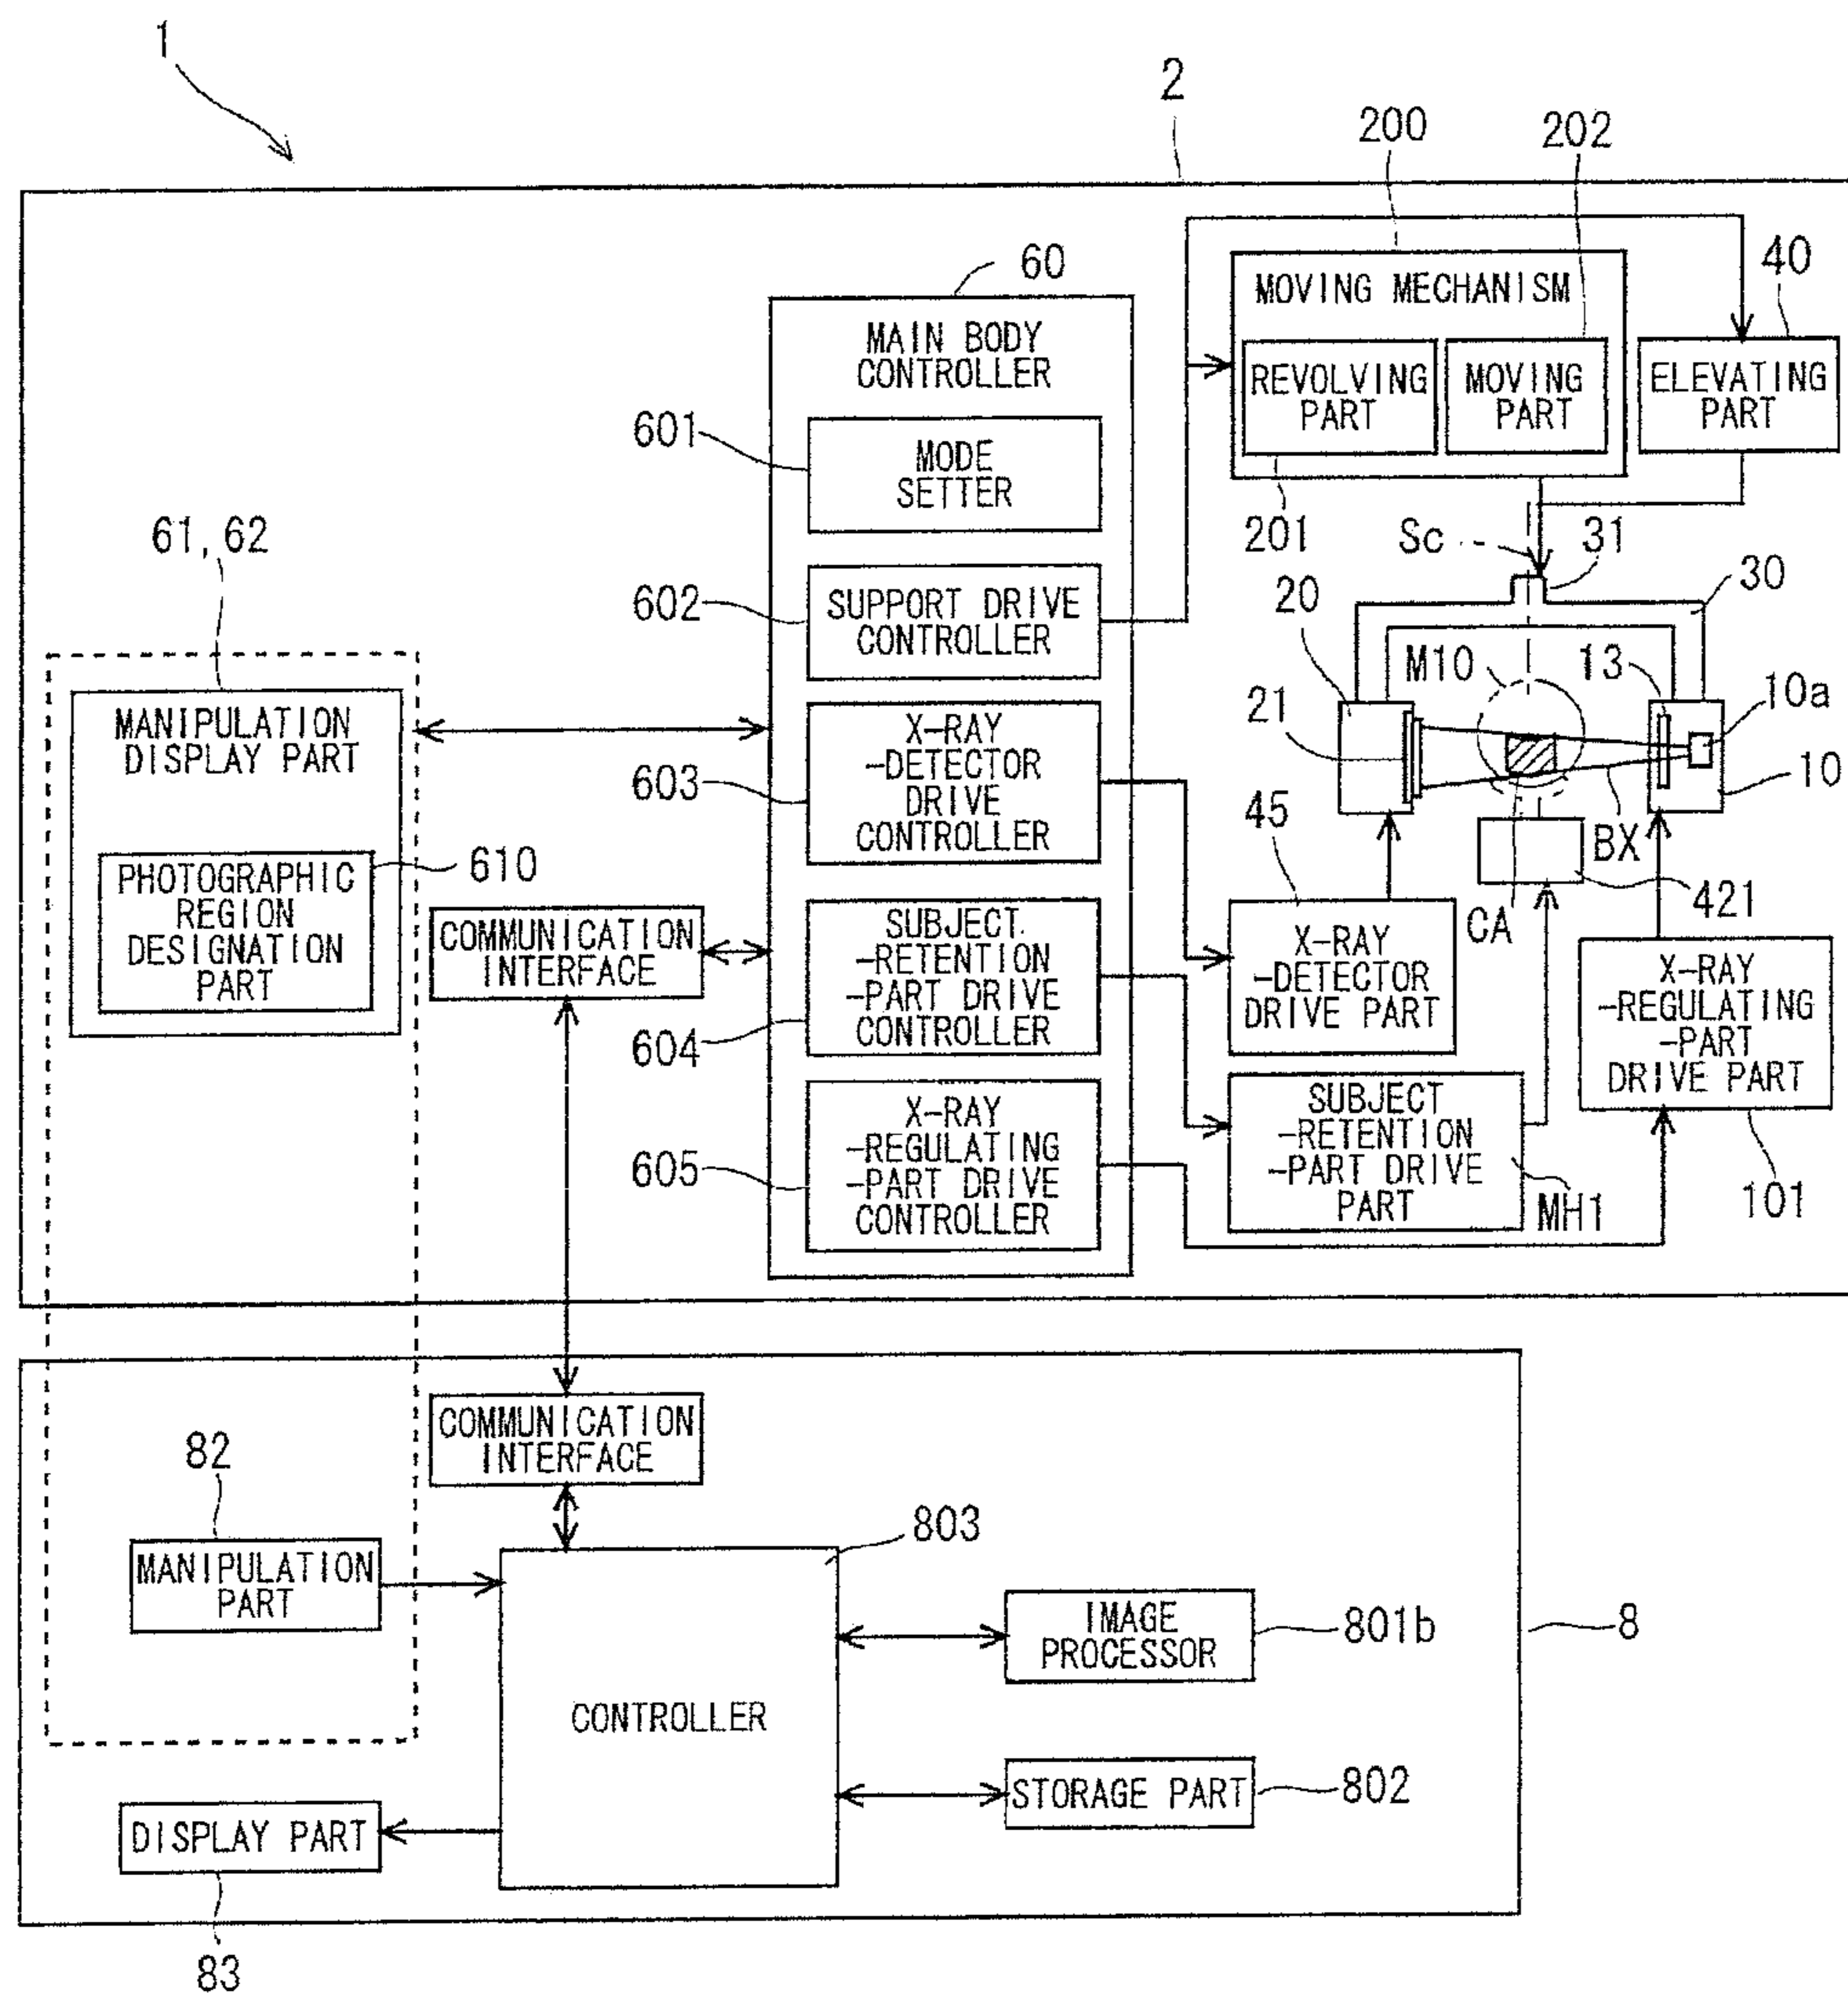 1
2
200
202
60
40
MOVING MECHANISM
REVOLVING
PART
MOVING
PART
ELEVATING
PART
MAIN BODY
CONTROLLER
601
MODE
SETTER
201
Sc
31
61, 62
602
SUPPORT DRIVE
CONTROLLER
20
30
M10
13
10a
21
10
MANIPULATION
DISPLAY PART
603
X-RAY
-DETECTOR
DRIVE
CONTROLLER
45
BX
PHOTOGRAPHIC
REGION
DESIGNATION
PART
610
COMMUNICATION
INTERFACE
SUBJECT
-RETENTION
-PART DRIVE
CONTROLLER
604
X-RAY
-DETECTOR
DRIVE PART
CA
421
X-RAY
-REGULATING
-PART
DRIVE PART
605
X-RAY
-REGULATING
-PART DRIVE
CONTROLLER
SUBJECT
-RETENTION
-PART DRIVE
PART
MH1
101
COMMUNICATION
INTERFACE
82
803
MANIPULATION
PART
IMAGE
PROCESSOR
801b
8
CONTROLLER
STORAGE PART
802
DISPLAY PART
83